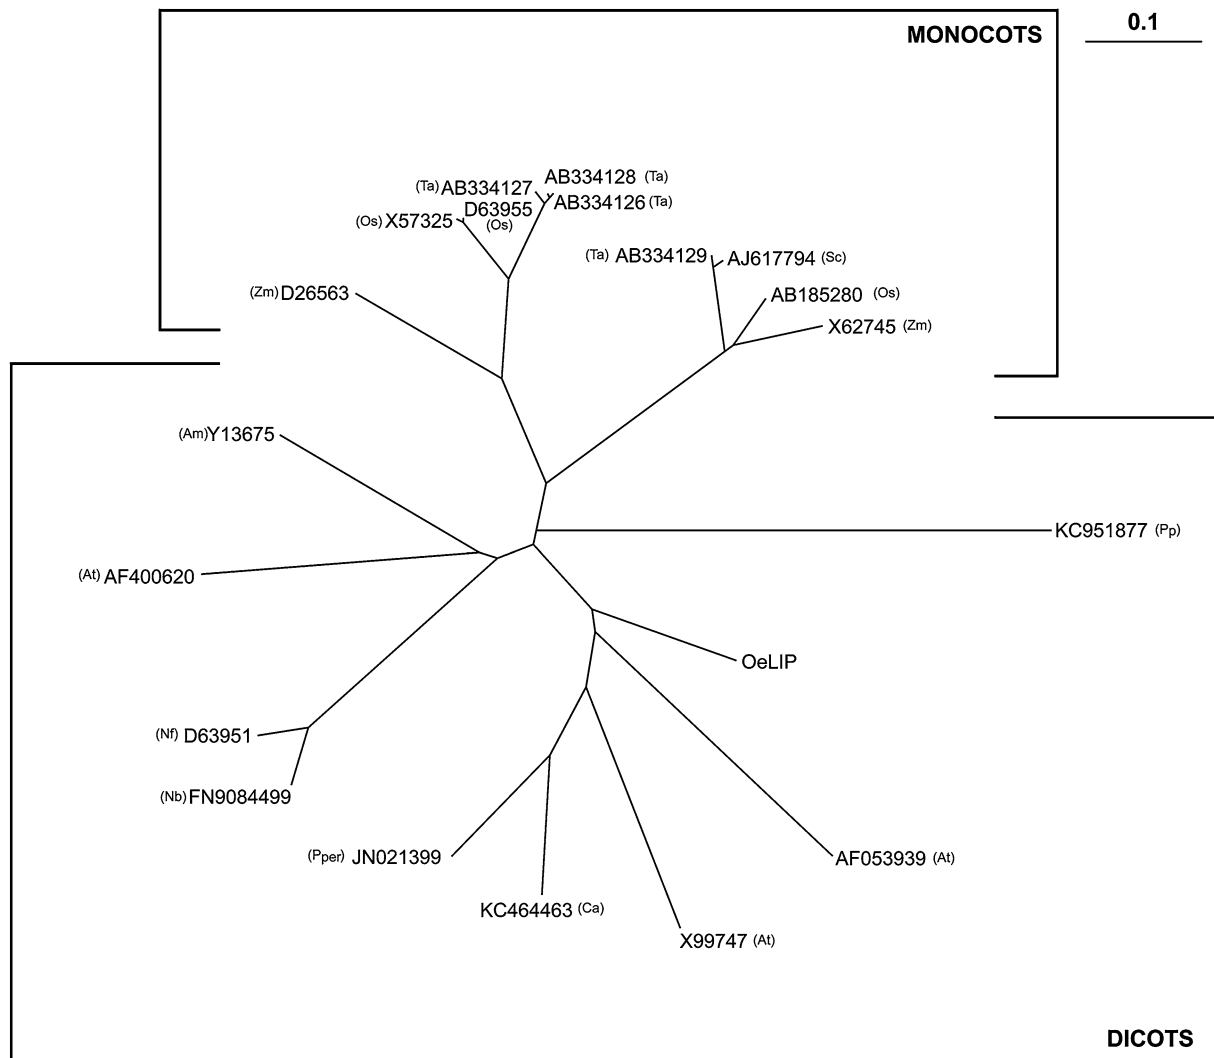 0.1
MONOCOTS
AB334128 (Ta)
(Ta) AB334127
AB334126 (Ta)
D63955
(Os)
(Os) X57325
(Ta) AB334129
AJ617794 (Sc)
(Zm) D26563
AB185280 (Os)
X62745 (Zm)
(Am) Y13675
KC951877 (Pp)
(At) AF400620
OeLIP
(Nf) D63951
(Nb) FN9084499
(Pper) JN021399
AF053939 (At)
KC464463 (Ca)
X99747 (At)
DICOTS